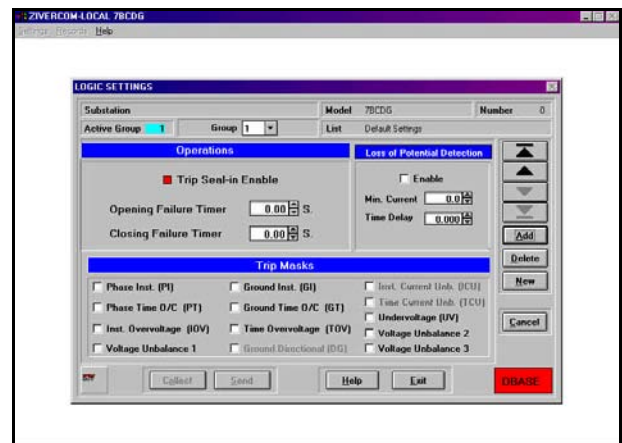 ZIVERCOM-LOCAL 7BCDG
Settings Records Help
LOGIC SETTINGS
Substation Model 7BCDG Number 0
Active Group 1 Group 1 List Default Settings
Operations
Trip Seal-in Enable
Opening Failure Timer 0.00 S.
Closing Failure Timer 0.00 S.
Loss of Potential Detection
Enable
Min. Current 0.0
Time Delay 0.000
Add
Delete
New
Cancel
Trip Masks
Phase Inst. (PI) Ground Inst. (GI) Inst. Current Unb. (ICU)
Phase Time O/C (PT) Ground Time O/C (GT) Time Current Unb. (TCU)
Undervoltage (UV)
Inst. Overvoltage (IOV) Time Overvoltage (TOV) Voltage Unbalance 2
Voltage Unbalance 1 Ground Directional (DG) Voltage Unbalance 3
Collect Send Help Exit DBASE